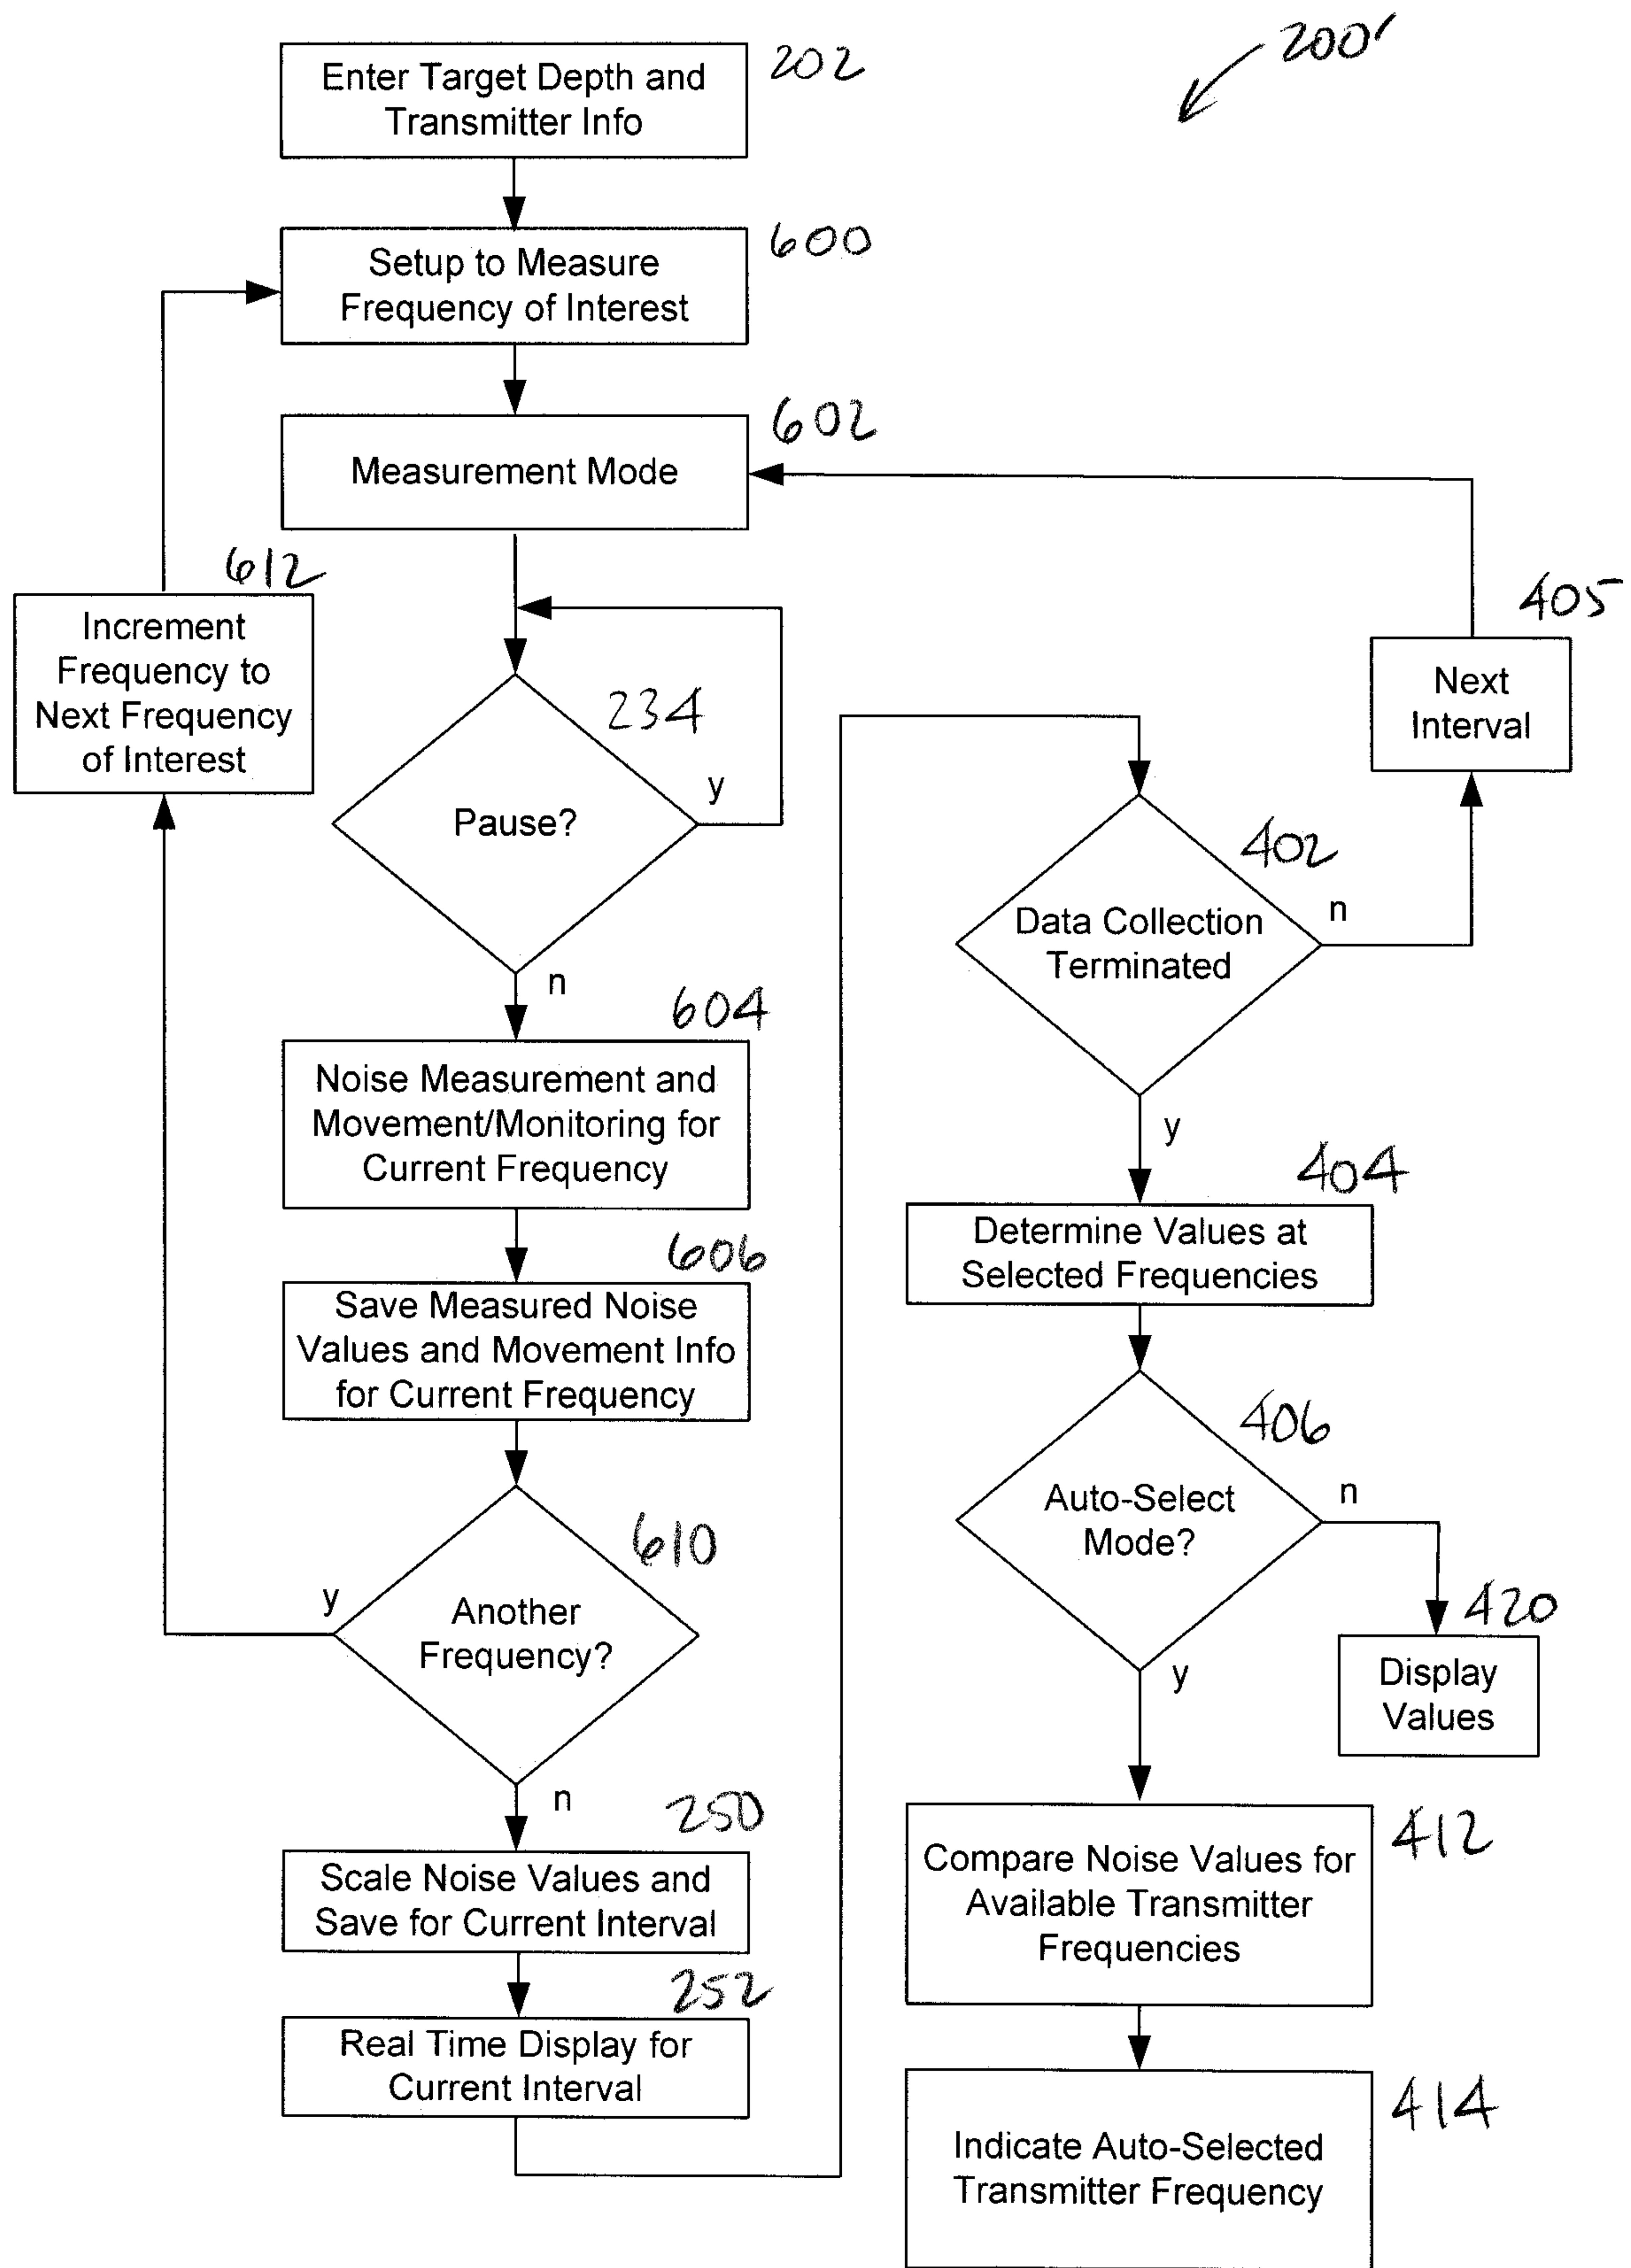 200'
Enter Target Depth and
Transmitter Info
202
Setup to Measure
Frequency of Interest
600
Measurement Mode
602
612
Increment
Frequency to
Next Frequency
of Interest
234
Pause?
y
n
604
Noise Measurement and
Movement/Monitoring for
Current Frequency
606
Save Measured Noise
Values and Movement Info
for Current Frequency
610
Another
Frequency?
y
n
250
Scale Noise Values and
Save for Current Interval
252
Real Time Display for
Current Interval
405
Next
Interval
402
Data Collection
Terminated
n
y
404
Determine Values at
Selected Frequencies
406
Auto-Select
Mode?
n
y
420
Display
Values
412
Compare Noise Values for
Available Transmitter
Frequencies
414
Indicate Auto-Selected
Transmitter Frequency